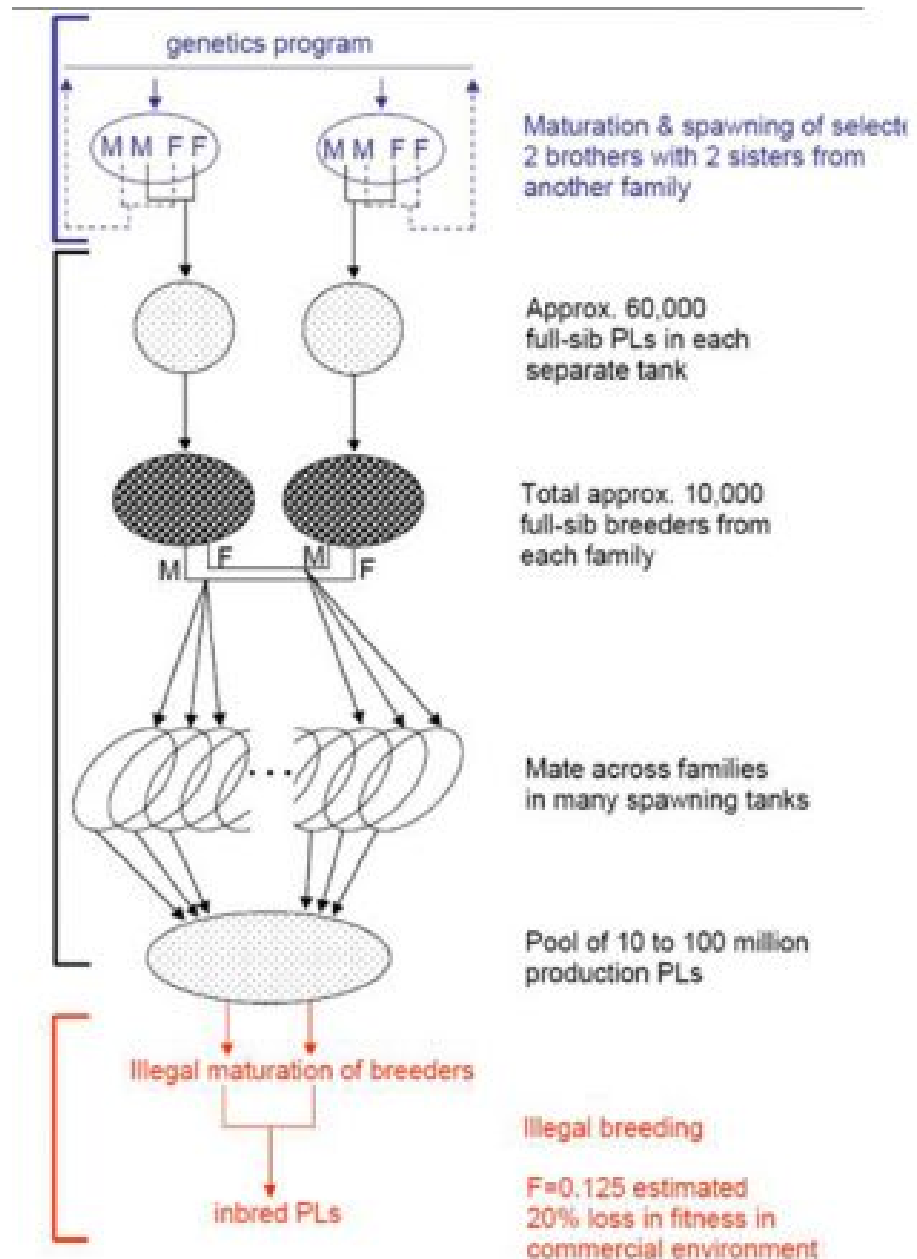 genetics program
M M F F
M M F F
Maturation & spawning of selecte
2 brothers with 2 sisters from
another family
Approx. 60,000
full-sib PLs in each
separate tank
Total approx. 10,000
full-sib breeders from
each family
M F M F
Mate across families
in many spawning tanks
Pool of 10 to 100 million
production PLs
Illegal maturation of breeders
inbred PLs
Illegal breeding
F=0.125 estimated
20% loss in fitness in
commercial environment